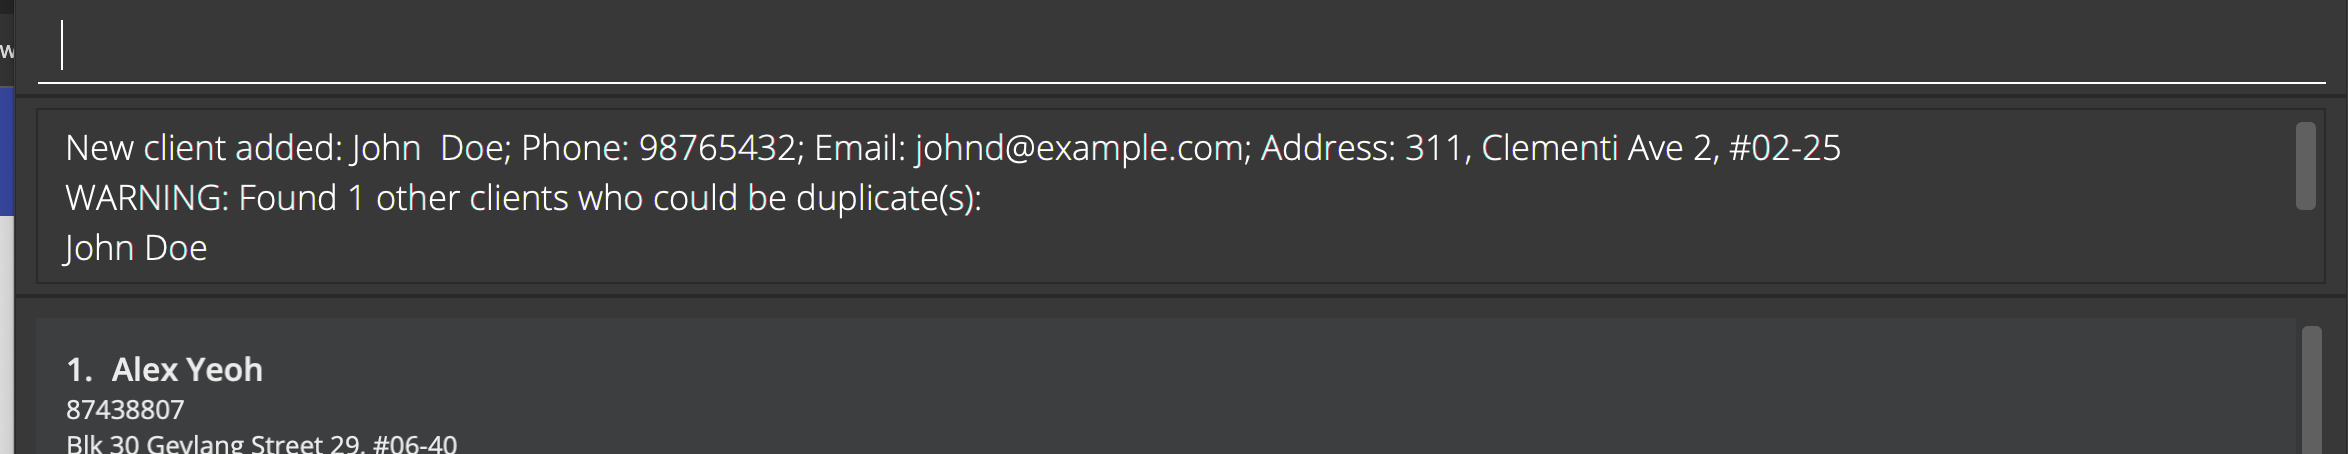 w
New client added: John  Doe; Phone: 98765432; Email: johnd@example.com; Address: 311, Clementi Ave 2, #02-25
WARNING: Found 1 other clients who could be duplicate(s):
John Doe
1. Alex Yeoh
87438807
Blk 30 Geylang Street 29, #06-40